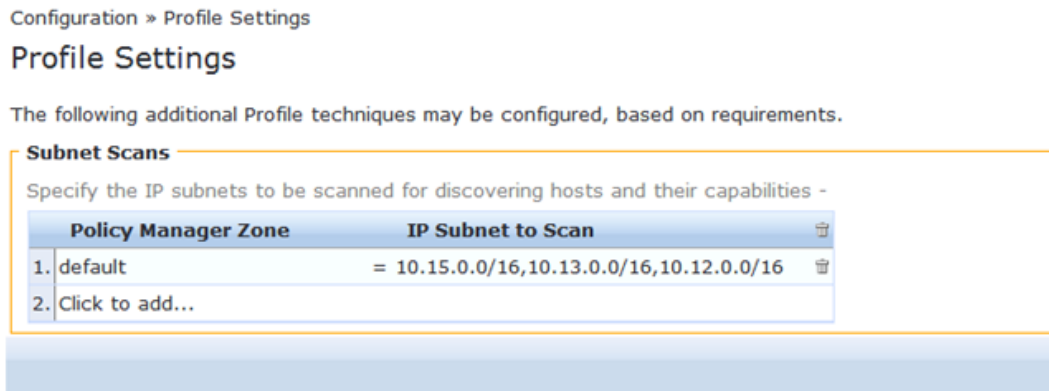 Configuration » Profile Settings
Profile Settings
The following additional Profile techniques may be configured, based on requirements.
Subnet Scans
Specify the IP subnets to be scanned for discovering hosts and their capabilities -
Policy Manager Zone IP Subnet to Scan
1. default = 10.15.0.0/16,10.13.0.0/16,10.12.0.0/16
2. Click to add...